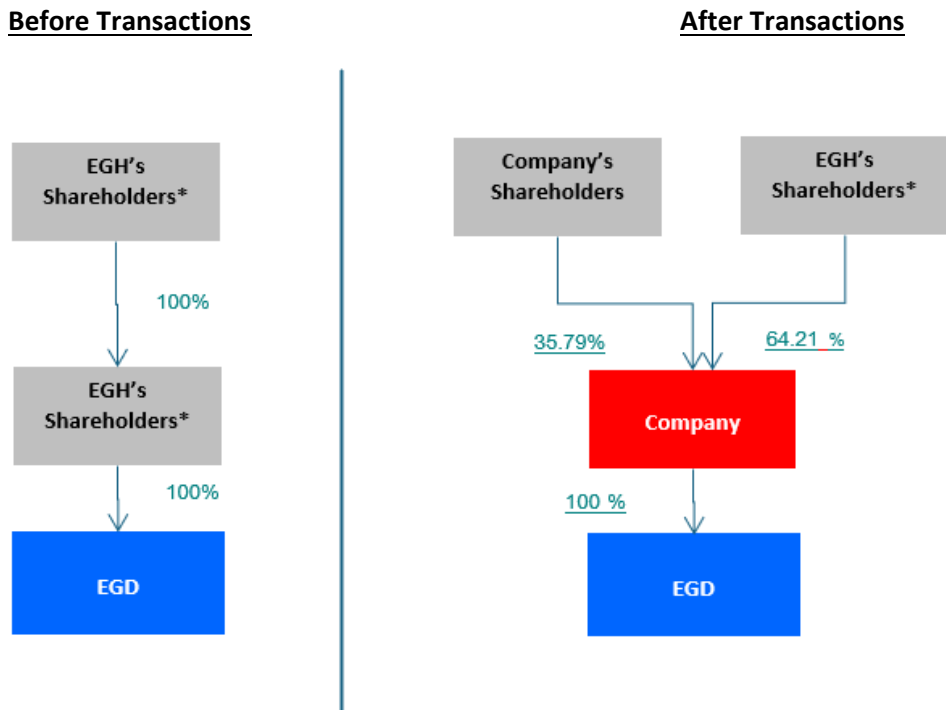 Before Transactions
After Transactions
EGH's
Shareholders*
100%
EGH's
Shareholders*
100%
EGD
Company's
Shareholders
EGH's
Shareholders*
35.79%
64.21_%
Company
100 %
EGD